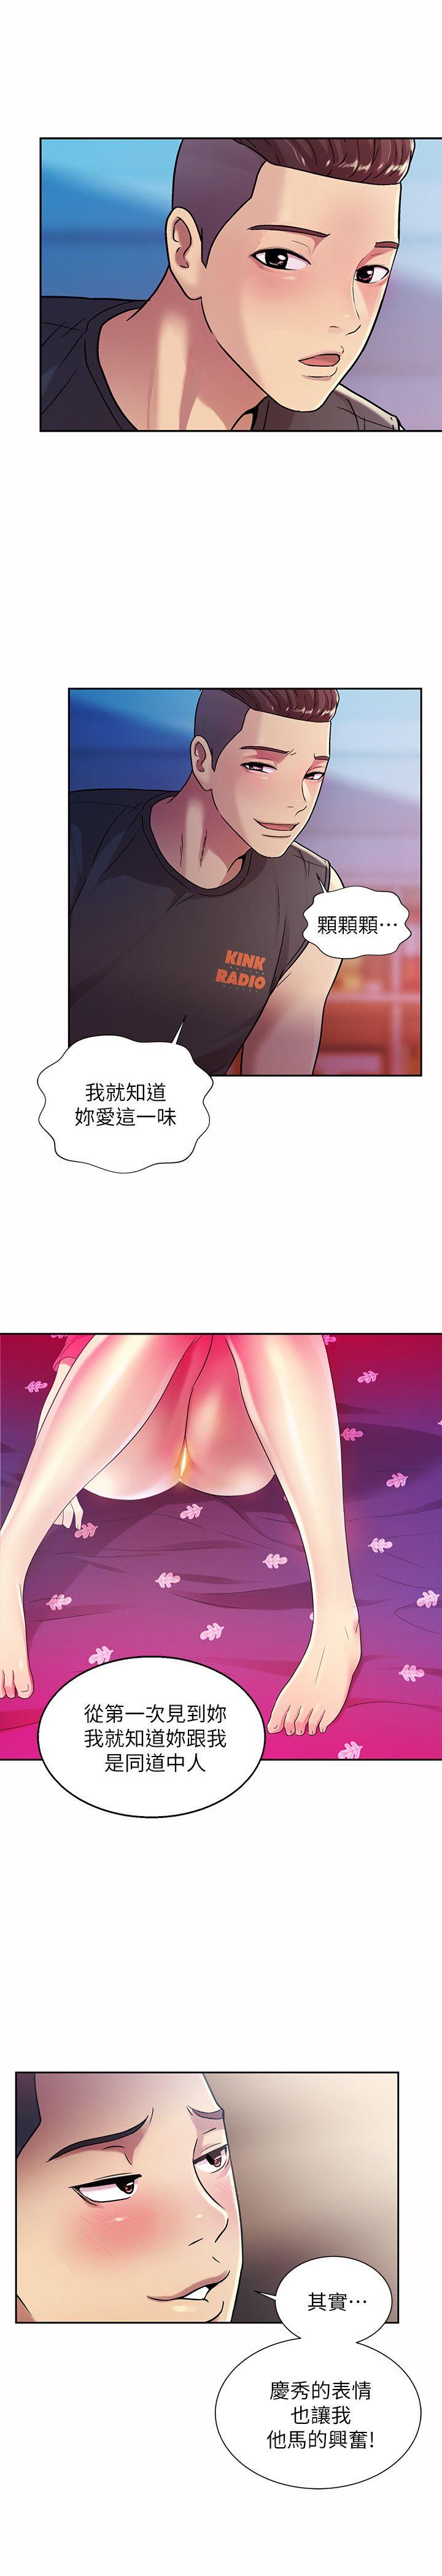 顆顆顆…
KINK
RADIO
我就知道
妳愛這一味
從第一次見到妳
我就知道妳跟我
是同道中人
其實…
慶秀的表情
也讓我
他馬的興奮!